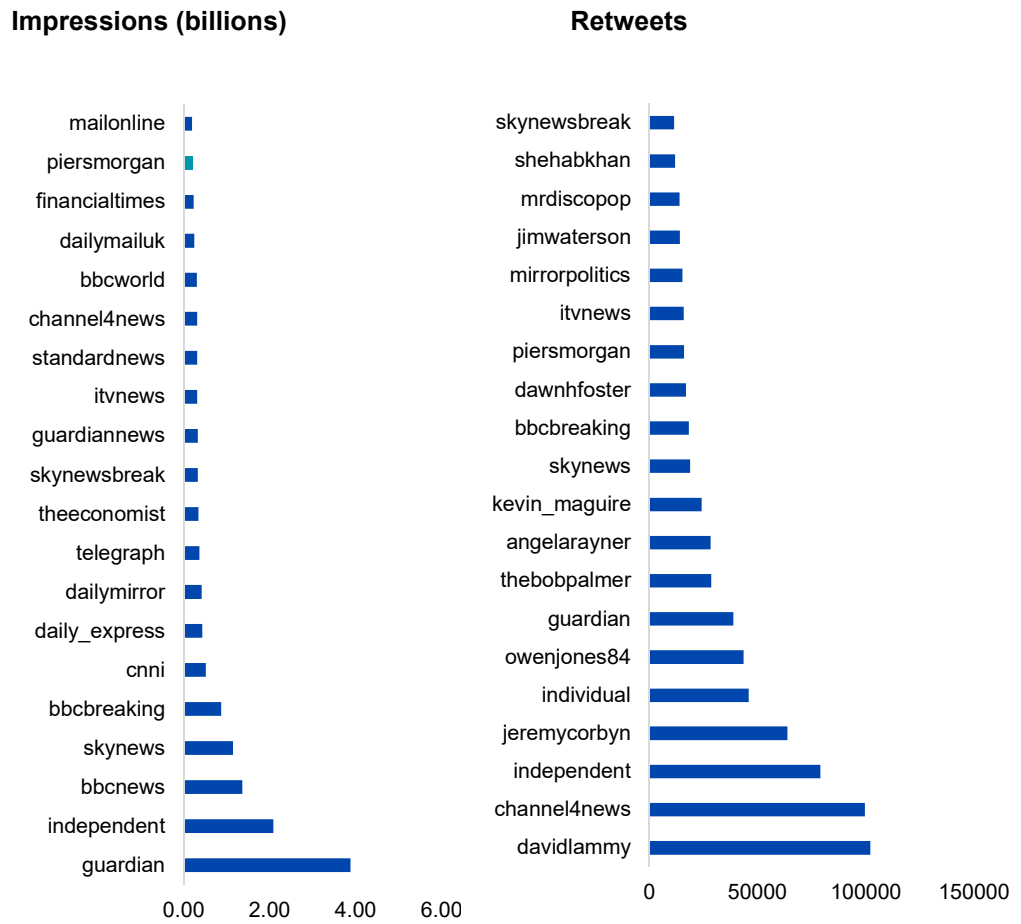 Impressions (billions)
mailonline
piersmorgan
financialtimes
dailymailuk
bbcworld
channel4news
standardnews
itvnews
guardiannews
skynewsbreak
theeconomist
telegraph
dailymirror
daily_express
cnni
bbcbreaking
skynews
bbcnews
independent
guardian
0.00 2.00 4.00 6.00
Retweets
skynewsbreak
shehabkhan
mrdiscopop
jimwaterson
mirrorpolitics
itvnews
piersmorgan
dawnhfoster
bbcbreaking
skynews
kevin_maguire
angelarayner
thebobpalmer
guardian
owenjones84
individual
jeremycorbyn
independent
channel4news
davidlammy
0 50000 100000 150000